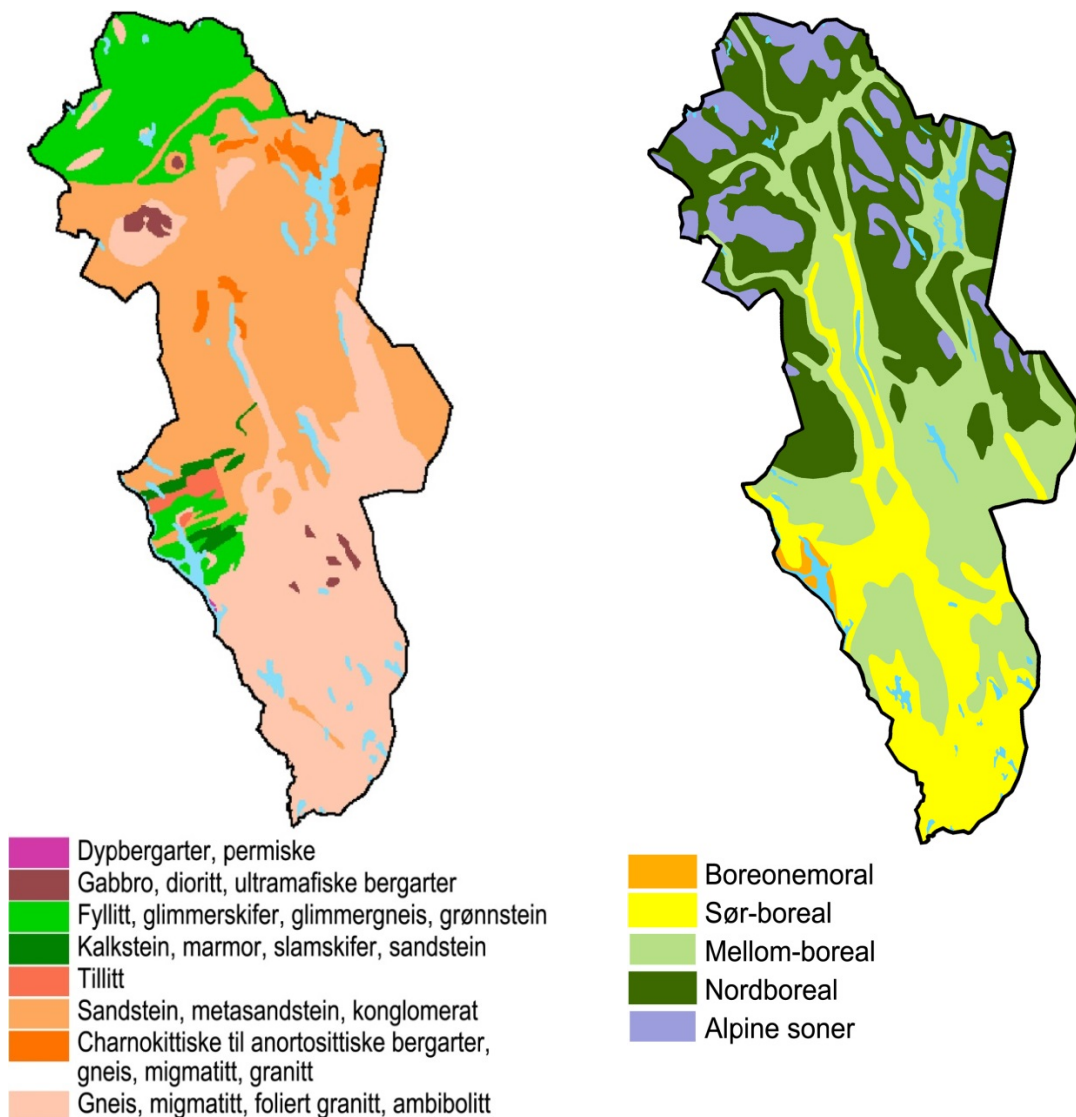 Dypbergarter, permiske
Gabbro, dioritt, ultramafiske bergarter
Fyllitt, glimmerskifer, glimmergneis, grønnstein
Kalkstein, marmor, slamskifer, sandstein
Tillitt
Sandstein, metasandstein, konglomerat
Charnokittiske til anortosittiske bergarter,
gneis, migmatitt, granitt
Gneis, migmatitt, foliert granitt, ambibolitt
Boreonemoral
Sør-boreal
Mellom-boreal
Nordboreal
Alpine soner